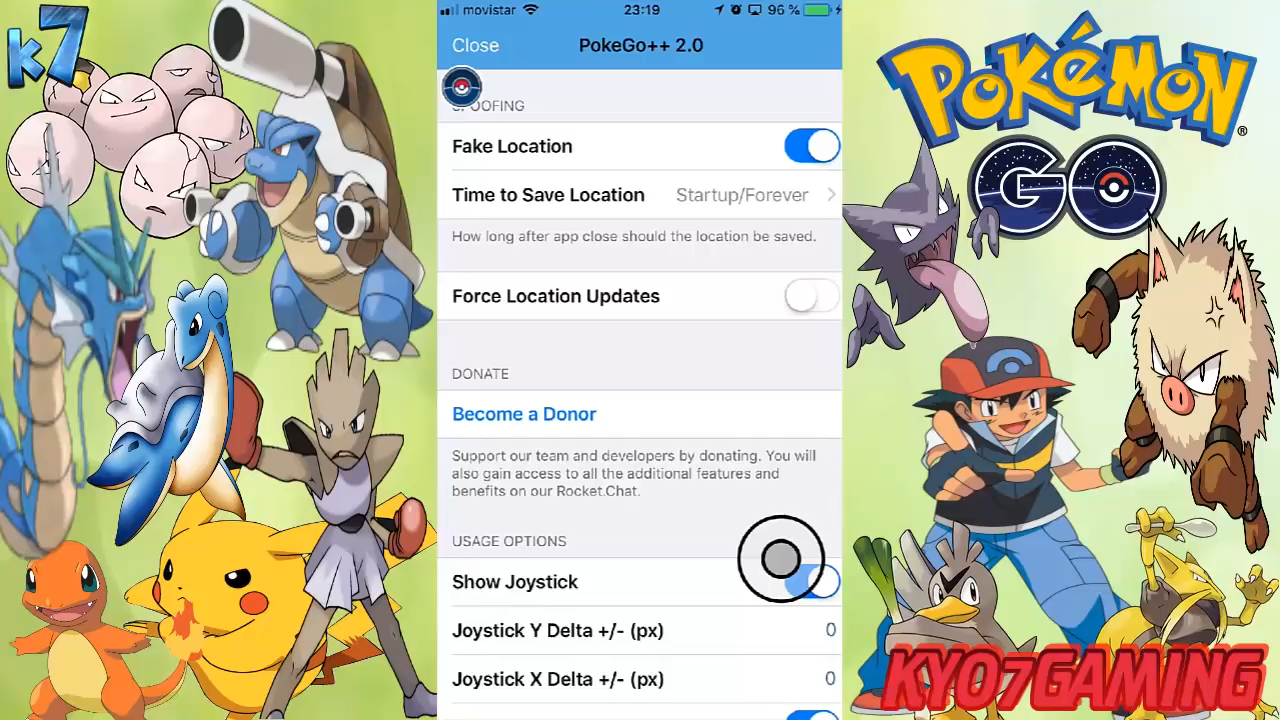 k7
movistar 23:19 96 %
Close PokeGo++ 2.0
SPOOFING
Fake Location
Time to Save Location Startup/Forever
How long after app close should the location be saved.
Force Location Updates
DONATE
Become a Donor
Support our team and developers by donating. You will
also gain access to all the additional features and
benefits on our Rocket.Chat.
USAGE OPTIONS
Show Joystick
Joystick Y Delta +/- (px) 0
Joystick X Delta +/- (px) 0
POKéMON
GO
KYO7GAMING